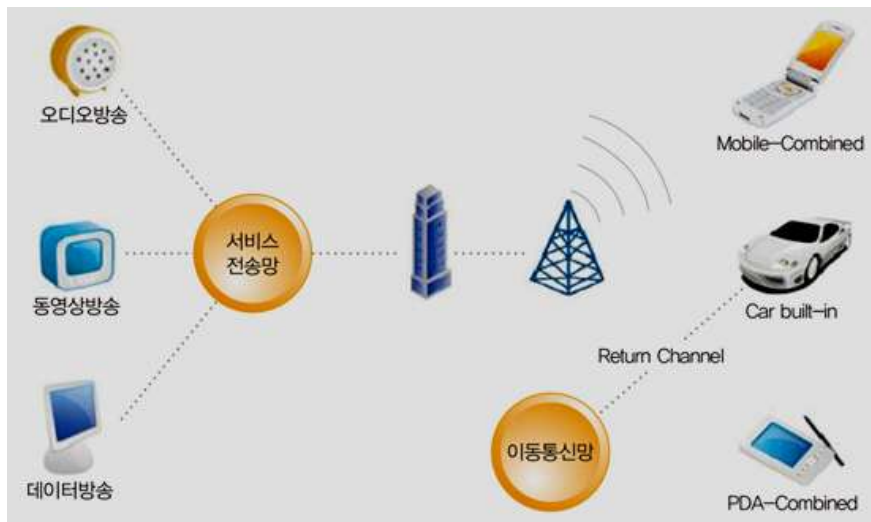 오디오방송
Mobile-Combined
서비스
전송망
동영상방송
Car built-in
Return Channel
이동통신망
데이터방송
PDA-Combined